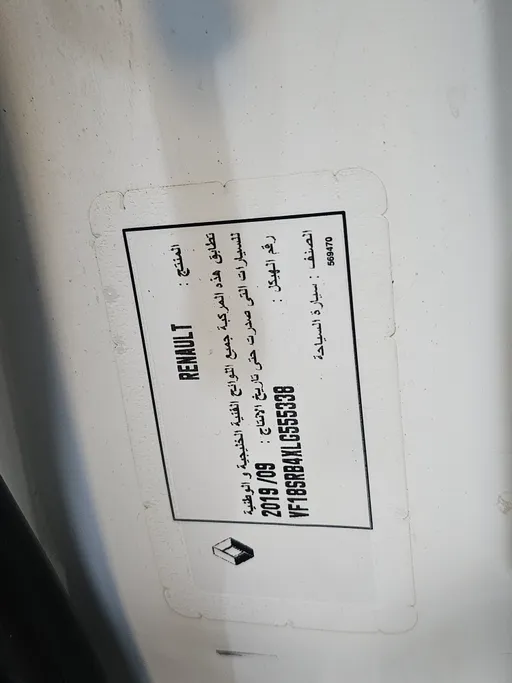 المنتج : RENAULT
تطابق هذه المركبة جميع اللوائح الفنية الخليجية و الوطنية
للسيارات التي صدرت حتى تاريخ الإنتاج : 2019 /09
رقم الهيكل : VF18SRB4XLG555338
الصنف : سيارة السياحة
569470